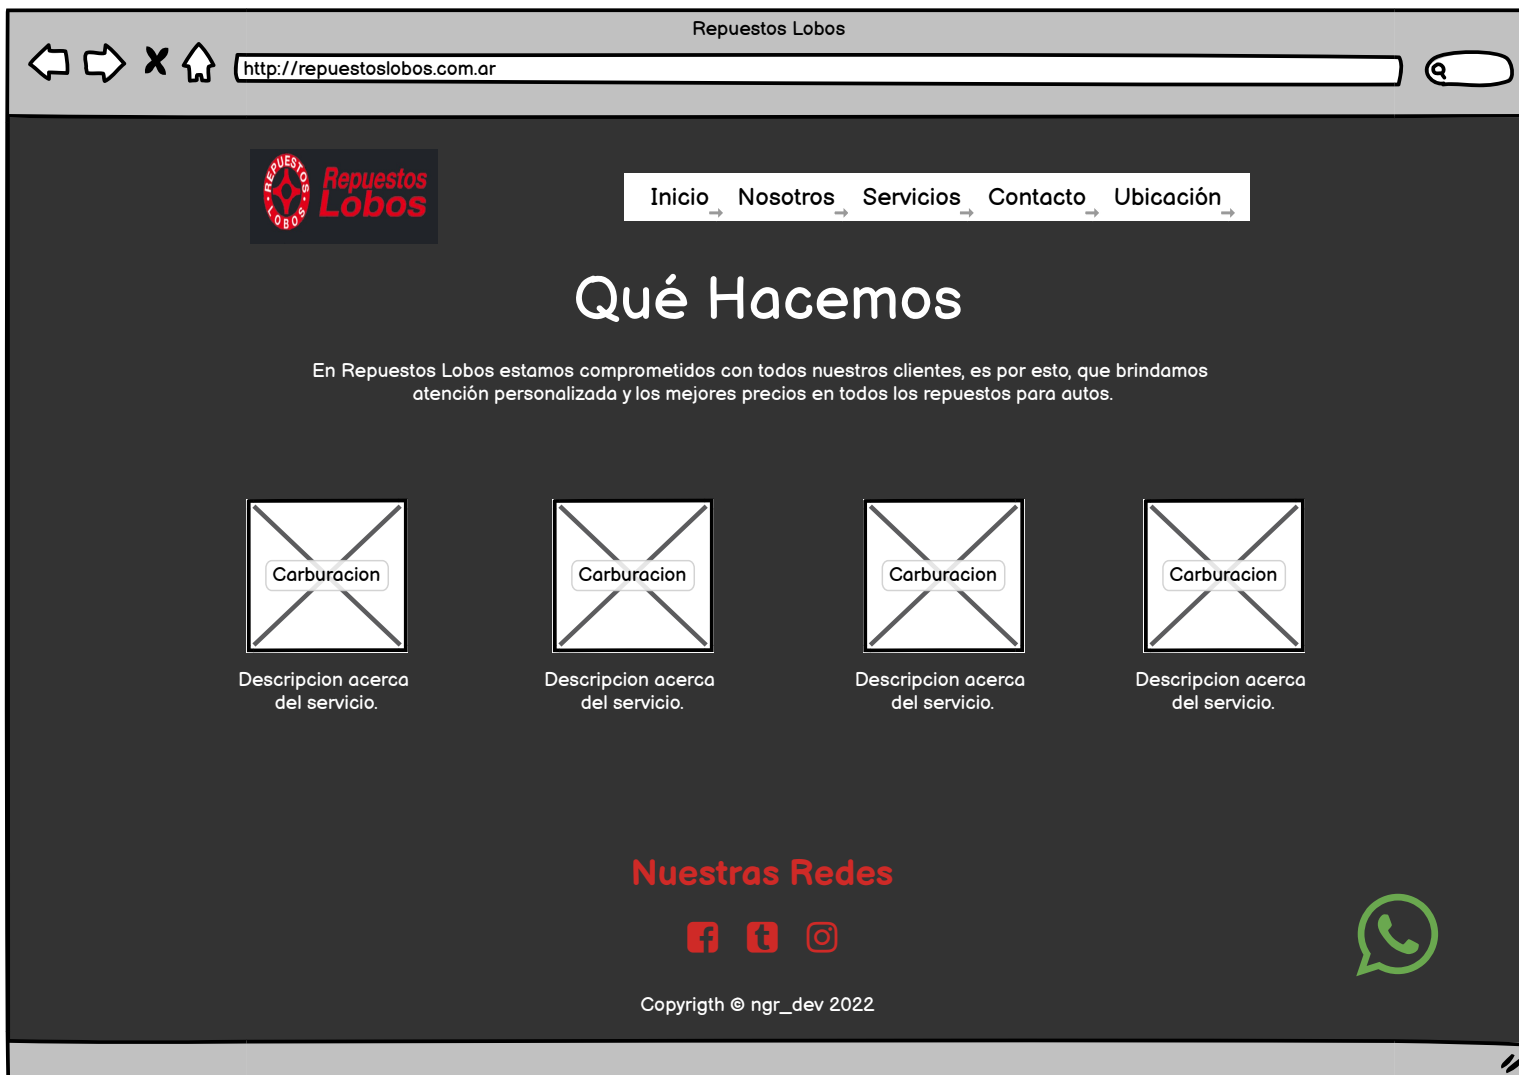 Repuestos Lobos
http://repuestoslobos.com.ar
REPUESTOS LOBOS
Repuestos
Lobos
Inicio Nosotros Servicios Contacto Ubicación
Qué Hacemos
En Repuestos Lobos estamos comprometidos con todos nuestros clientes, es por esto, que brindamos
atención personalizada y los mejores precios en todos los repuestos para autos.
Carburacion Carburacion Carburacion Carburacion
Descripcion acerca Descripcion acerca Descripcion acerca Descripcion acerca
del servicio. del servicio. del servicio. del servicio.
Nuestras Redes
Copyrigth © ngr_dev 2022